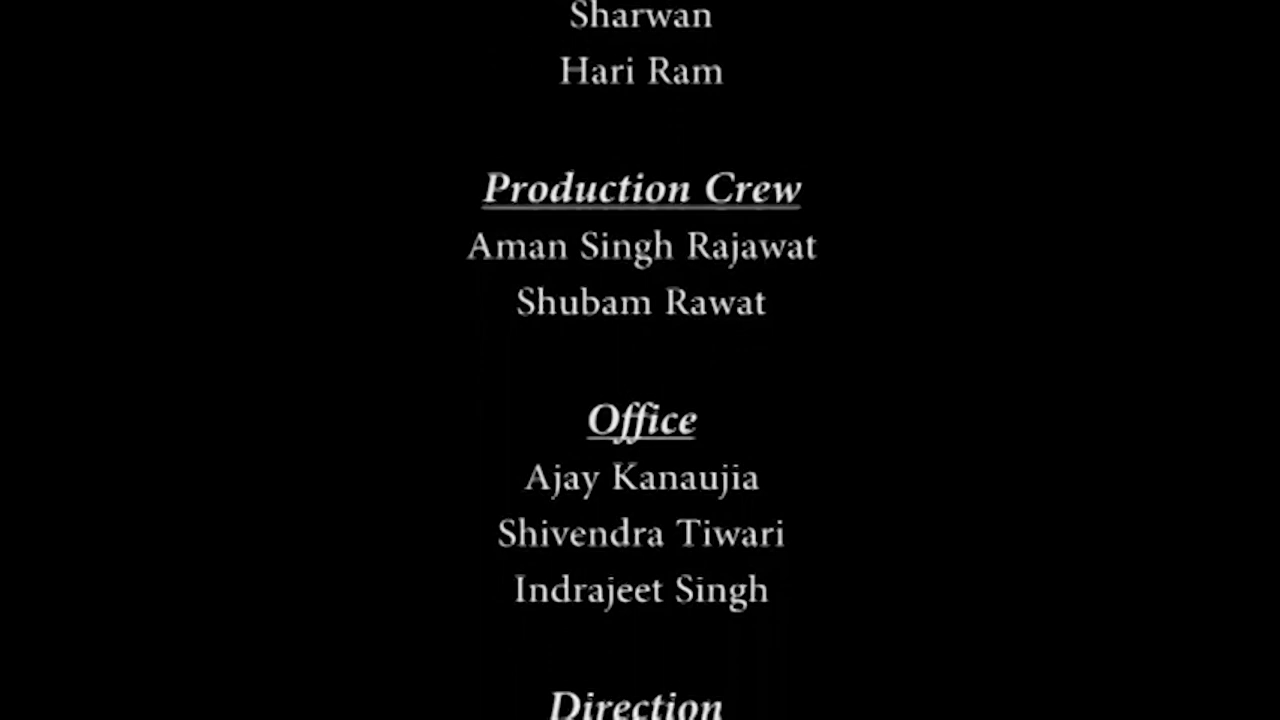 Sharwan
Hari Ram
Production Crew
Aman Singh Rajawat
Shubam Rawat
Office
Ajay Kanaujia
Shivendra Tiwari
Indrajeet Singh
Direction